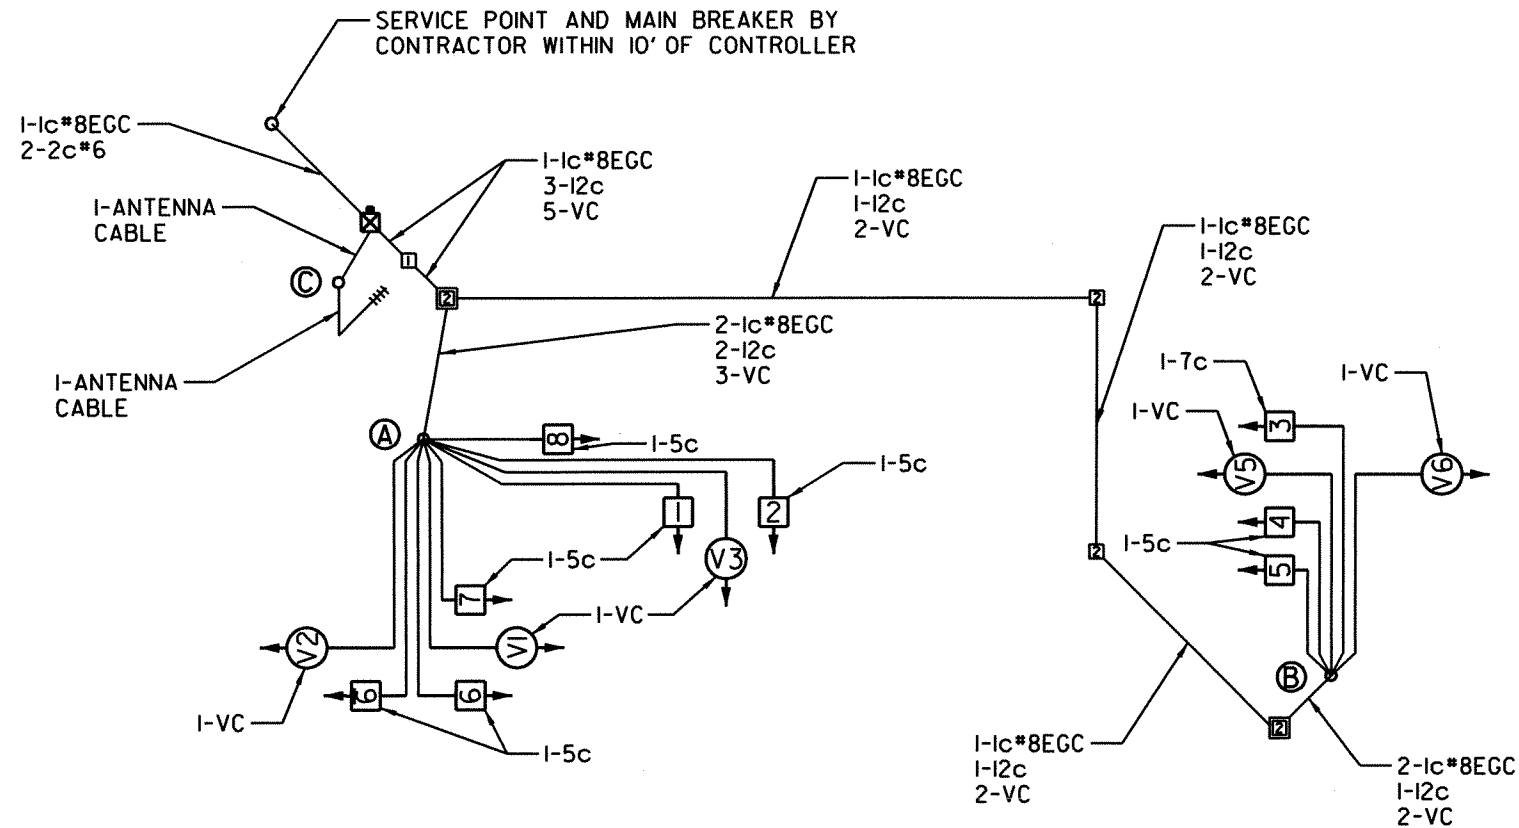 SERVICE POINT AND MAIN BREAKER BY
CONTRACTOR WITHIN 10' OF CONTROLLER
1-1c#8EGC
2-2c#6
1-1c#8EGC
3-12c
5-VC
1-ANTENNA
CABLE
1-1c#8EGC
1-12c
2-VC
1-1c#8EGC
1-12c
2-VC
1
C
2
2
2-1c#8EGC
2-12c
3-VC
1-ANTENNA
CABLE
1-7c
1-VC
1-VC
3
A
8
1-5c
1-5c
V5
V6
1
2
4
1-5c
5
2
1-5c
V3
7
1-VC
V2
V1
6
6
B
1-VC
1-5c
2
1-1c#8EGC
1-12c
2-VC
2-1c#8EGC
1-12c
2-VC